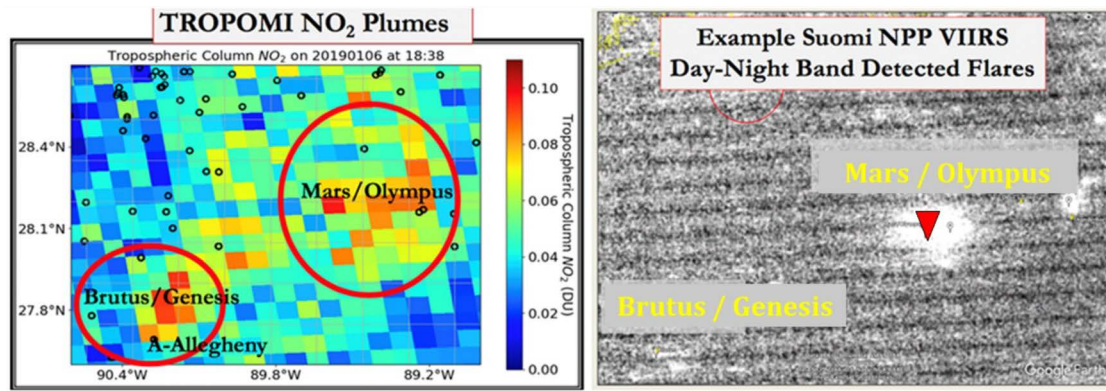 TROPOMI NO₂ Plumes
Tropospheric Column NO₂ on 20190106 at 18:38
28.4°N
28.1°N
27.8°N
90.4°W
89.8°W
89.2°W
Mars/Olympus
Brutus/Genesis
A-Allegheny
0.10
0.08
0.06
0.04
0.02
0.00
Tropospheric Column NO₂ (DU)
Example Suomi NPP VIIRS
Day-Night Band Detected Flares
Mars / Olympus
Brutus / Genesis
Google Earth